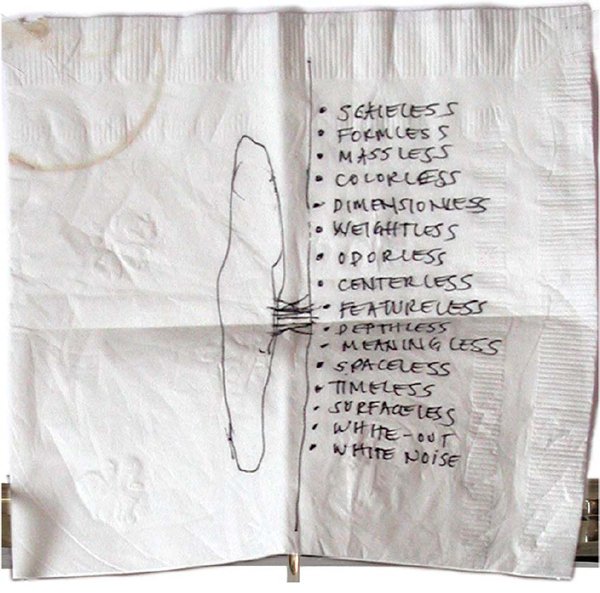 • SCALELESS
• FORMLESS
• MASSLESS
• COLORLESS
• DIMENSIONLESS
• WEIGHTLESS
• ODORLESS
• CENTERLESS
• FEATURELESS
• DEPTHLESS
• MEANINGLESS
• SPACELESS
• TIMELESS
• SURFACELESS
• WHITE-OUT
• WHITE NOISE